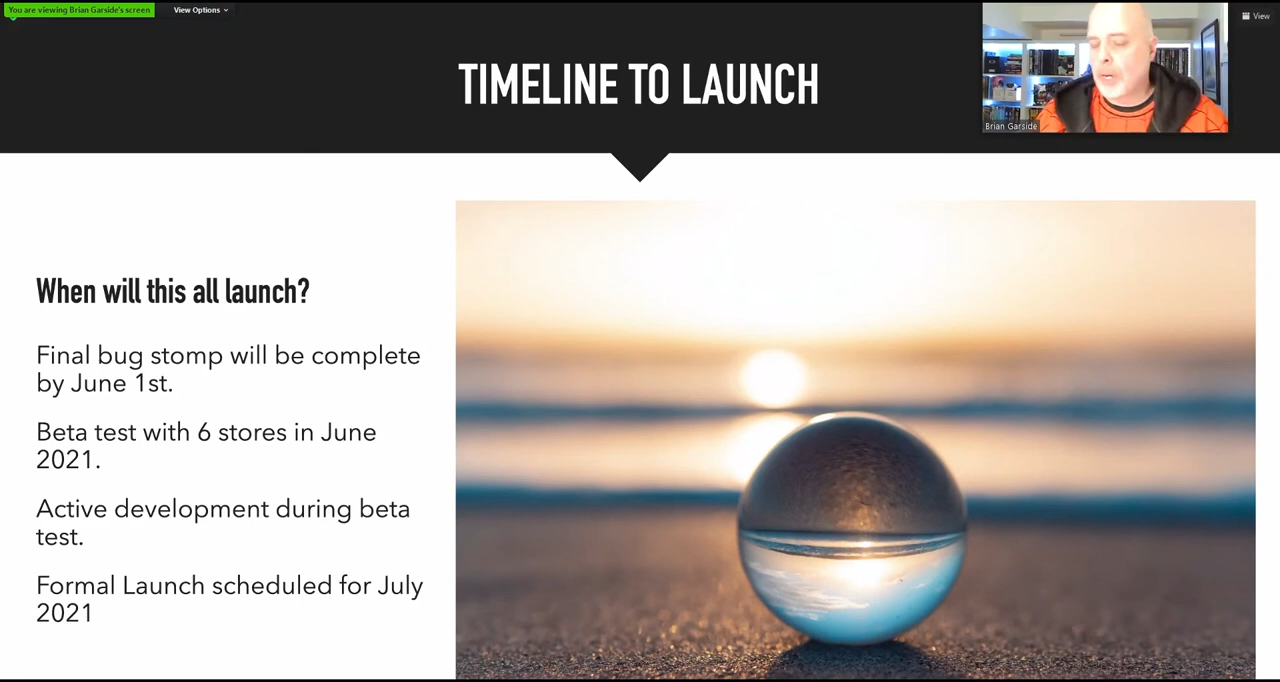 You are viewing Brian Garside's screen
View Options
View
TIMELINE TO LAUNCH
Brian Garside
When will this all launch?
Final bug stomp will be complete
by June 1st.
Beta test with 6 stores in June
2021.
Active development during beta
test.
Formal Launch scheduled for July
2021